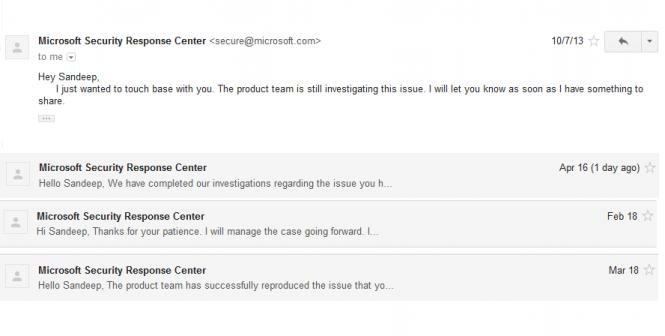 Microsoft Security Response Center <secure@microsoft.com> 10/7/13
to me
Hey Sandeep,
I just wanted to touch base with you. The product team is still investigating this issue. I will let you know as soon as I have something to
share.
Microsoft Security Response Center Apr 16 (1 day ago)
Hello Sandeep, We have completed our investigations regarding the issue you h...
Microsoft Security Response Center Feb 18
Hi Sandeep, Thanks for your patience. I will manage the case going forward. I...
Microsoft Security Response Center Mar 18
Hello Sandeep, The product team has successfully reproduced the issue that yo...